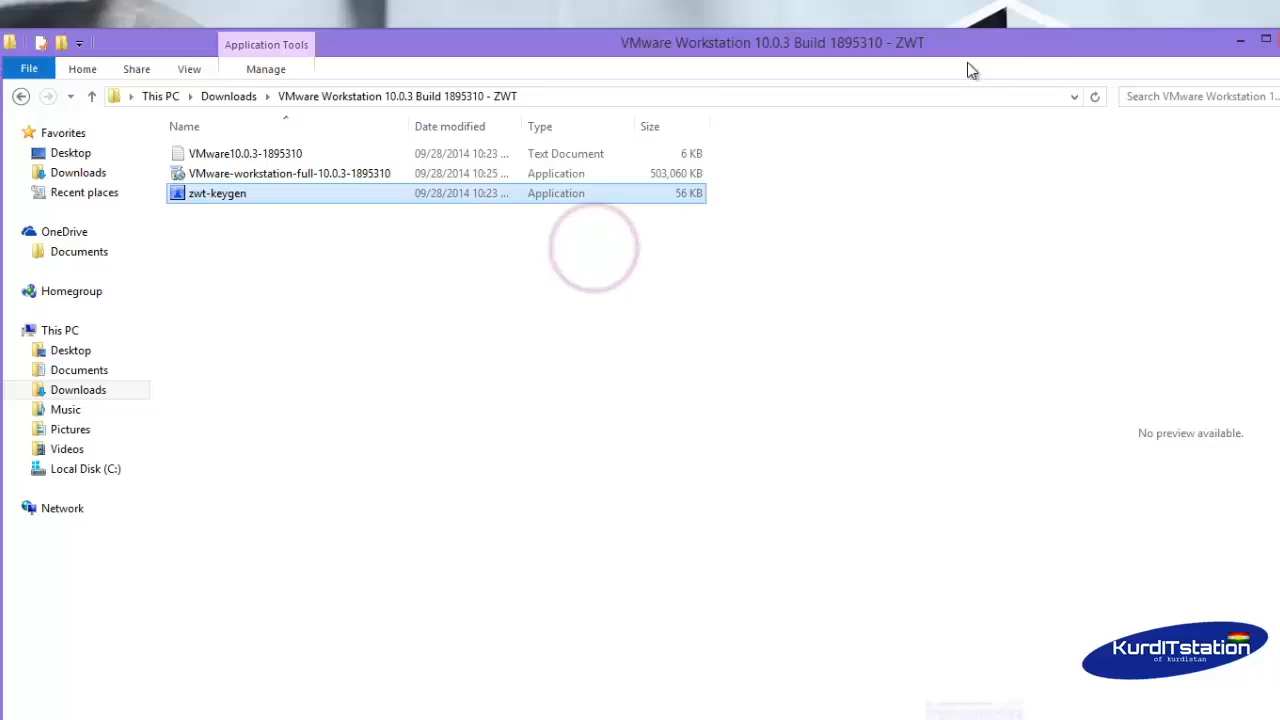 Application Tools
VMware Workstation 10.0.3 Build 1895310 - ZWT
File Home Share View Manage
This PC Downloads VMware Workstation 10.0.3 Build 1895310 - ZWT
Search VMware Workstation 1...
Name Date modified Type Size
VMware10.0.3-1895310 09/28/2014 10:23 ... Text Document 6 KB
VMware-workstation-full-10.0.3-1895310 09/28/2014 10:25 ... Application 503,060 KB
zwt-keygen 09/28/2014 10:23 ... Application 56 KB
Favorites
Desktop
Downloads
Recent places
OneDrive
Documents
Homegroup
This PC
Desktop
Documents
Downloads
Music
Pictures
Videos
Local Disk (C:)
Network
No preview available.
KurdITstation
of kurdistan